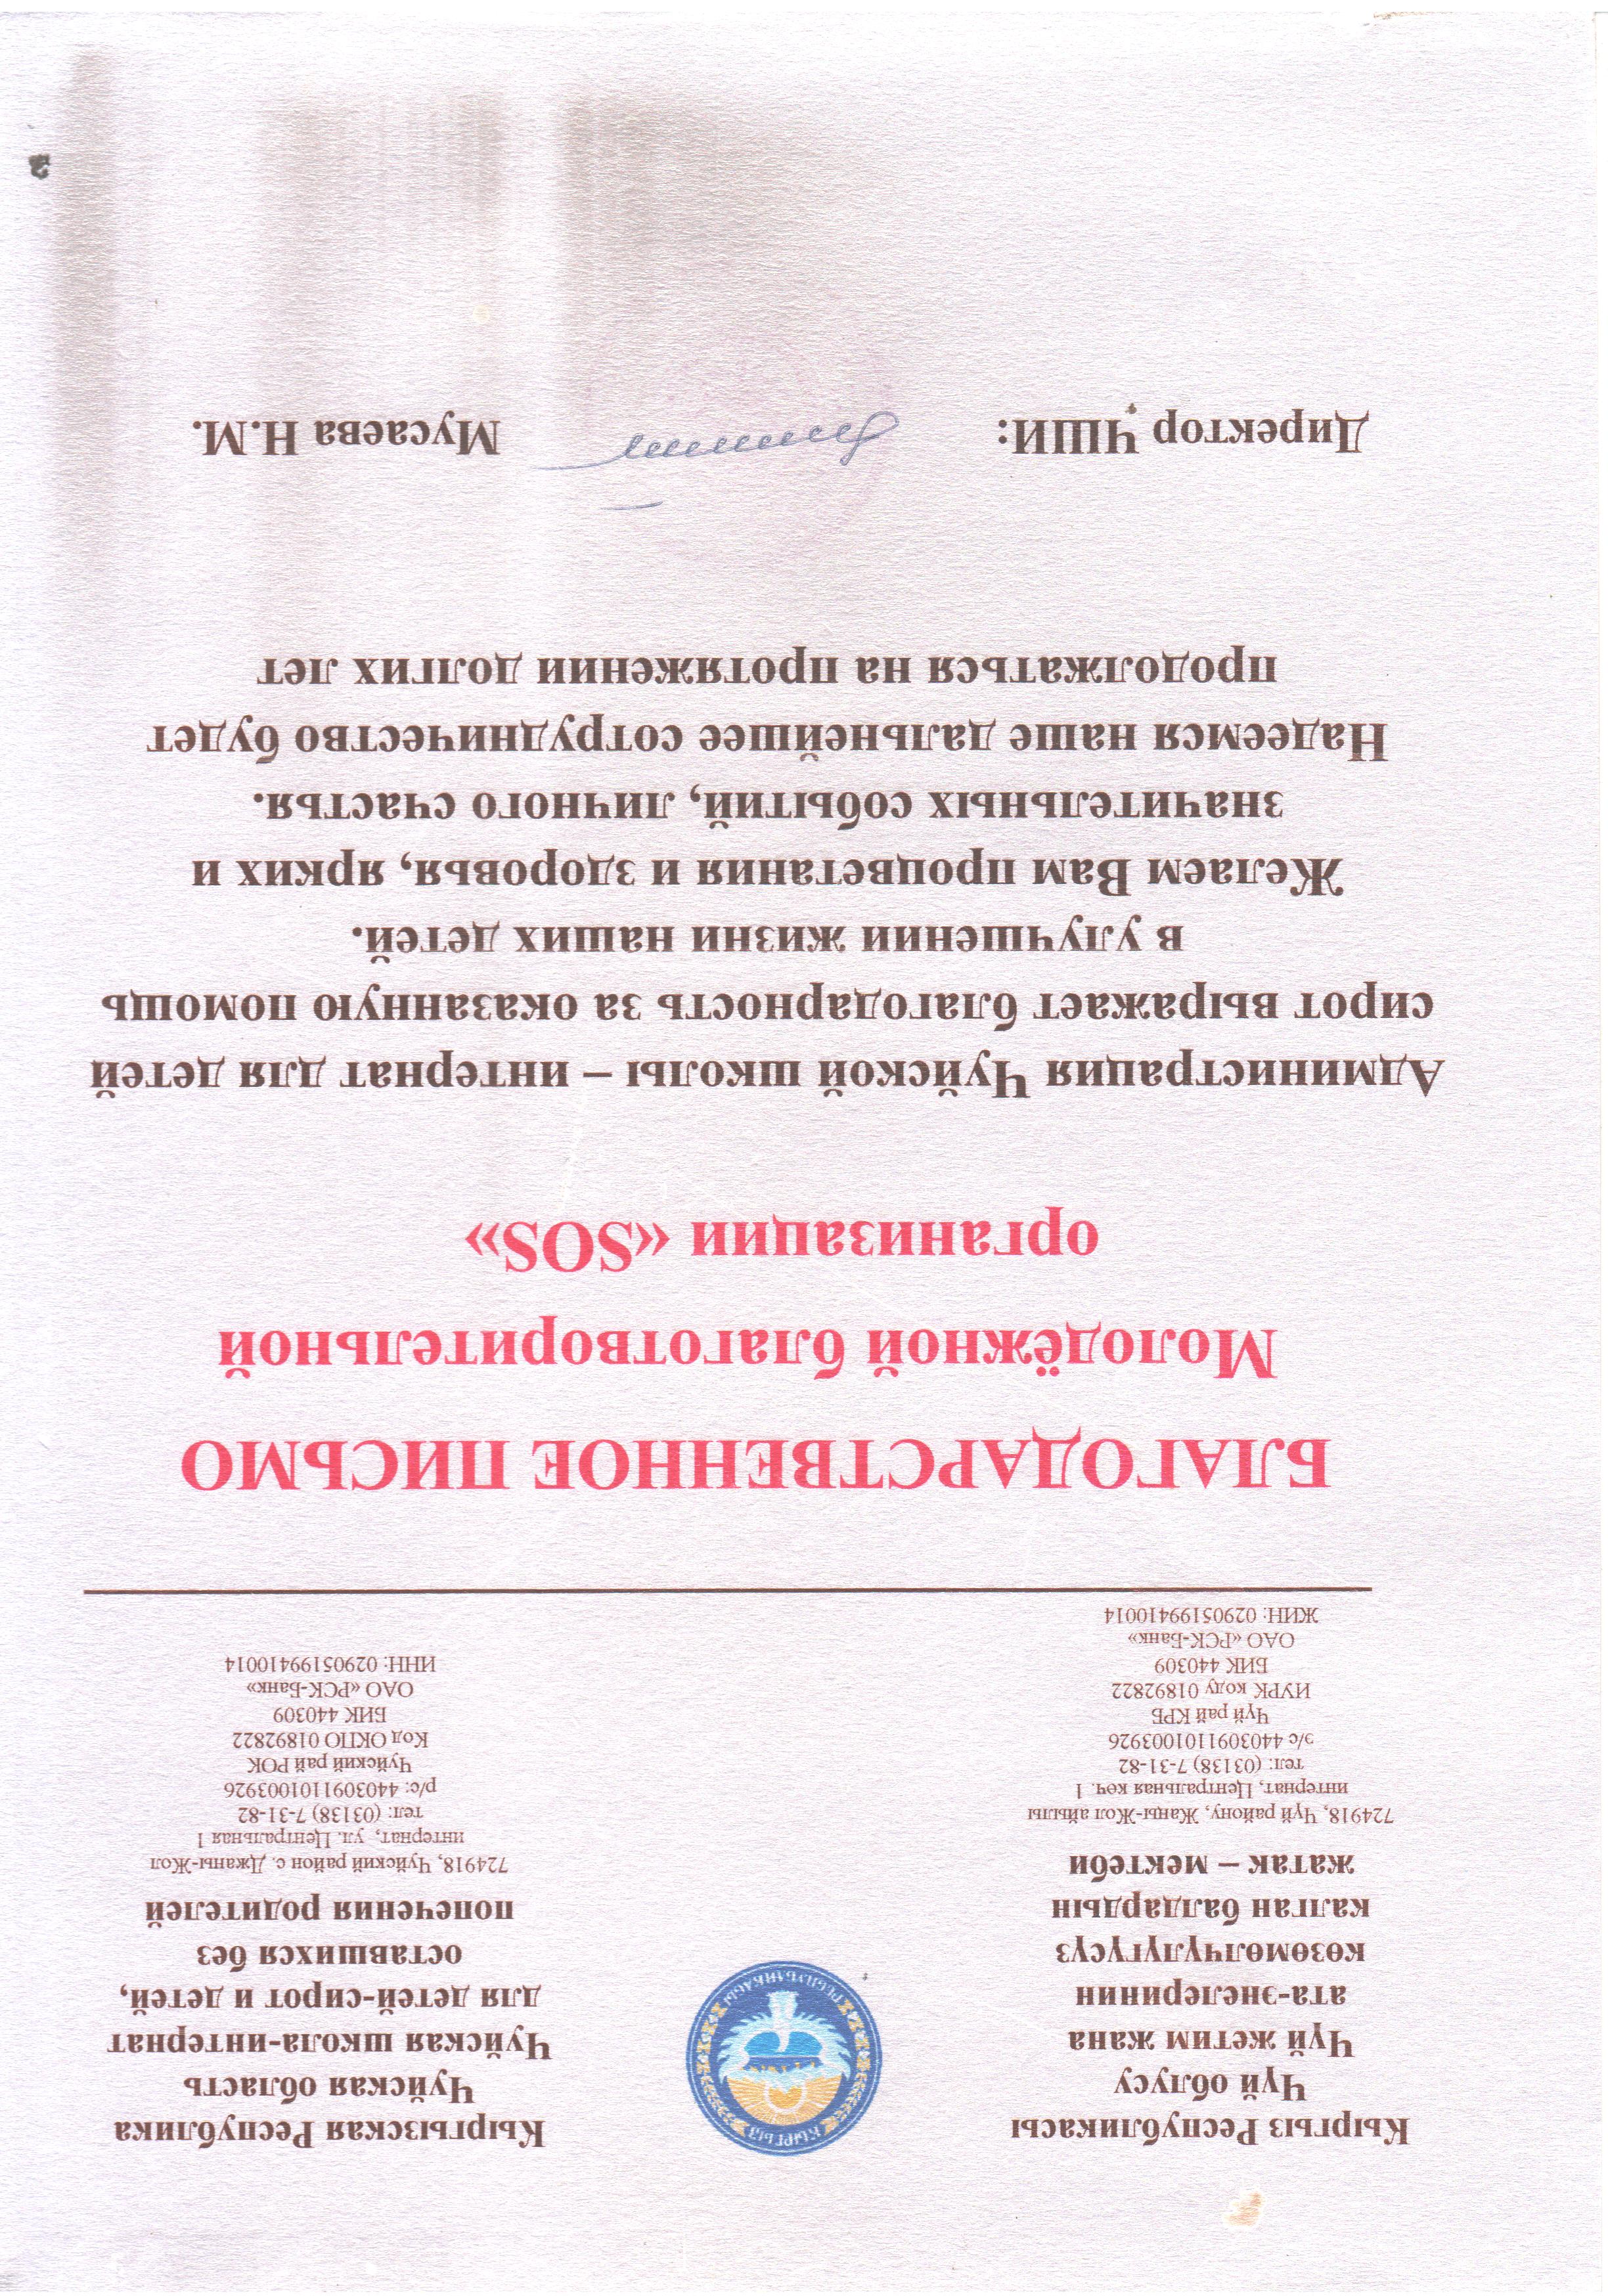 Кыргыз Республикасы
Чүй облусу
Чүй жетим жана
ата-энелеринин
көзөмөлчүлүгүсүз
калган балдардын
жатак – мектеби
724918, Чүй району, Жаңы-Жол айылы
интернат, Центральная көч. 1
тел: (03138) 7-31-82
э/с 4403091101003926
Чүй рай КРБ
ИУРК коду 01892822
БИК 440309
ОАО «РСК-Банк»
ЖИН: 02905199410014
КЫРГЫЗ
РЕСПУБЛИКАСЫ
Кыргызская Республика
Чуйская область
Чуйская школа-интернат
для детей-сирот и детей,
оставшихся без
попечения родителей
724918, Чуйский район с. Джаны-Жол
интернат, ул. Центральная 1
тел: (03138) 7-31-82
р/с: 4403091101003926
Чуйский рай РОК
Код ОКПО 01892822
БИК 440309
ОАО «РСК-Банк»
ИНН: 02905199410014
БЛАГОДАРСТВЕННОЕ ПИСЬМО
Молодёжной благотворительной
организации «SOS»
Администрация Чуйской школы – интернат для детей
сирот выражает благодарность за оказанную помощь
в улучшении жизни наших детей.
Желаем Вам процветания и здоровья, ярких и
значительных событий, личного счастья.
Надеемся наше дальнейшее сотрудничество будет
продолжаться на протяжении долгих лет
Директор ЧШИ: Мусаева Н.М.